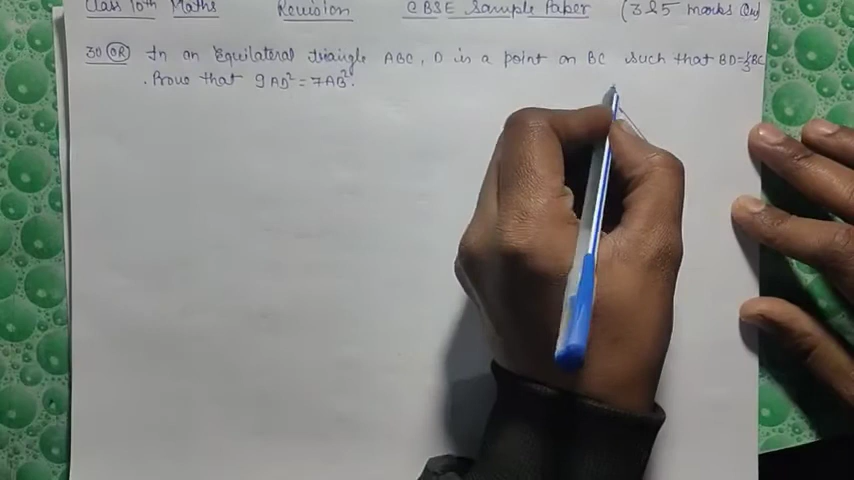 Class 10th Maths Revision CBSE Sample Paper (3&5 marks Qu)
30 OR In an Equilateral triangle ABC, D is a point on BC such that BD=⅓BC
. Prove that 9AD²=7AB².